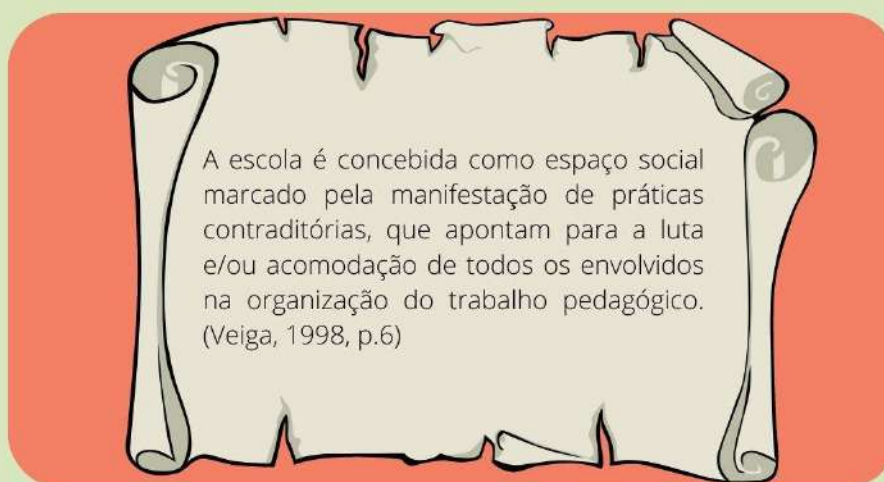 A escola é concebida como espaço social
marcado pela manifestação de práticas
contraditórias, que apontam para a luta
e/ou acomodação de todos os envolvidos
na organização do trabalho pedagógico.
(Veiga, 1998, p.6)